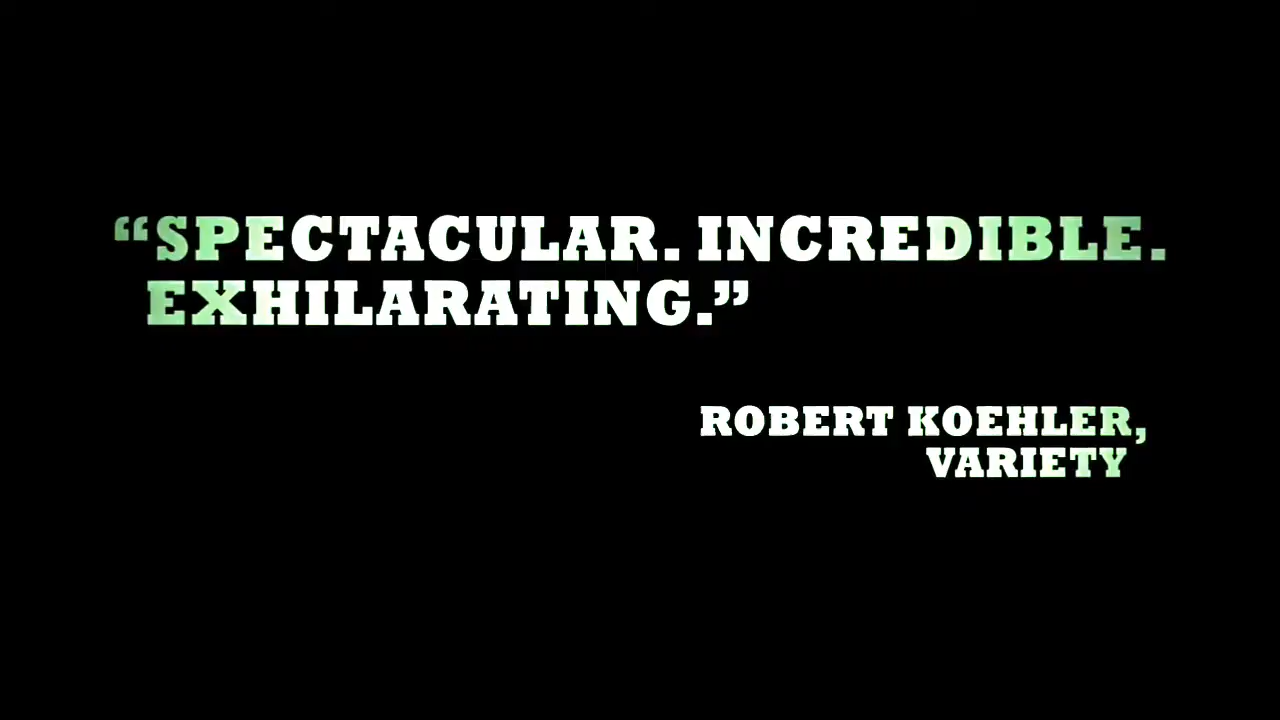 “SPECTACULAR. INCREDIBLE.
EXHILARATING.”
ROBERT KOEHLER,
VARIETY